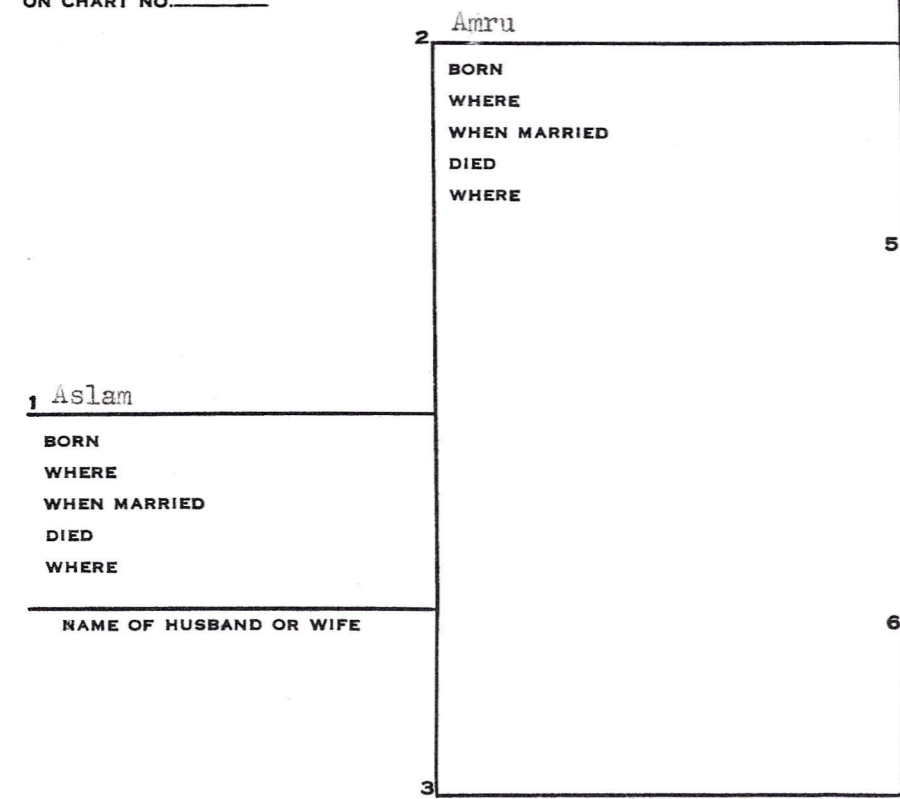 ON CHART NO.
2 Amru
BORN
WHERE
WHEN MARRIED
DIED
WHERE
5
1 Aslam
BORN
WHERE
WHEN MARRIED
DIED
WHERE
NAME OF HUSBAND OR WIFE
6
3